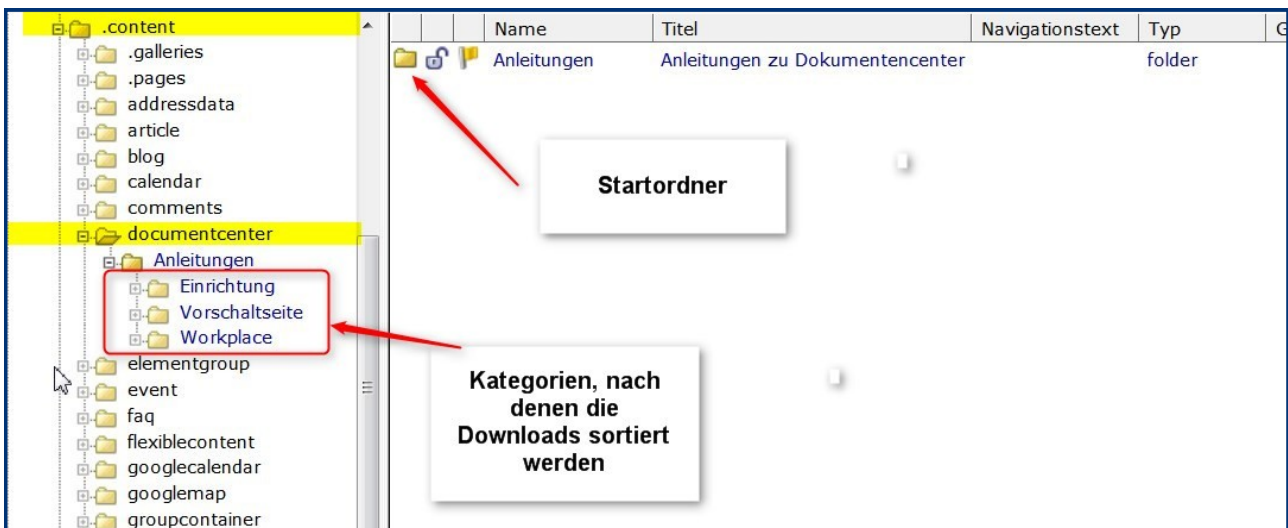 .content
.galleries
.pages
addressdata
article
blog
calendar
comments
documentcenter
Anleitungen
Einrichtung
Vorschaltseite
Workplace
elementgroup
event
faq
flexiblecontent
googlecalendar
googlemap
groupcontainer
Name Titel Navigationstext Typ G
Anleitungen Anleitungen zu Dokumentencenter folder
Startordner
Kategorien, nach
denen die
Downloads sortiert
werden